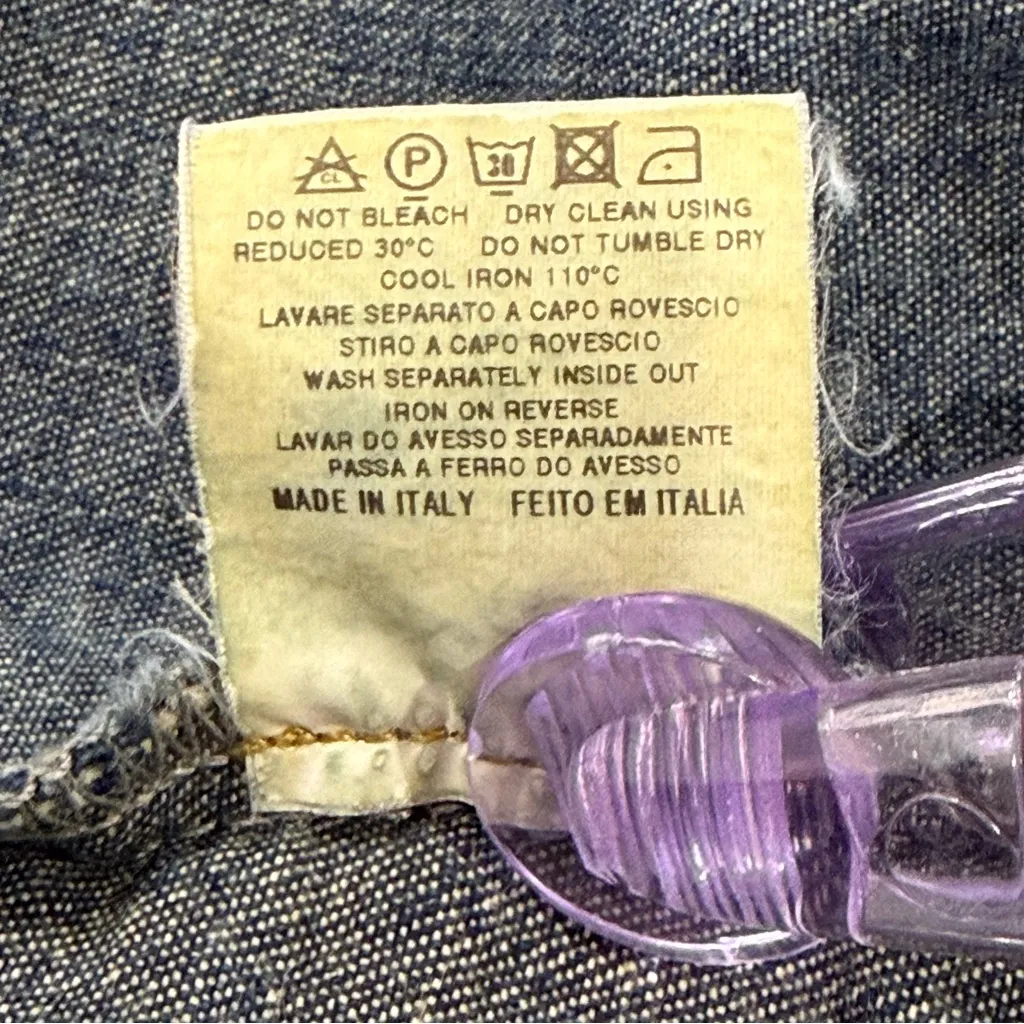 CL P 30
DO NOT BLEACH DRY CLEAN USING
REDUCED 30°C DO NOT TUMBLE DRY
COOL IRON 110°C
LAVARE SEPARATO A CAPO ROVESCIO
STIRO A CAPO ROVESCIO
WASH SEPARATELY INSIDE OUT
IRON ON REVERSE
LAVAR DO AVESSO SEPARADAMENTE
PASSA A FERRO DO AVESSO
MADE IN ITALY FEITO EM ITALIA